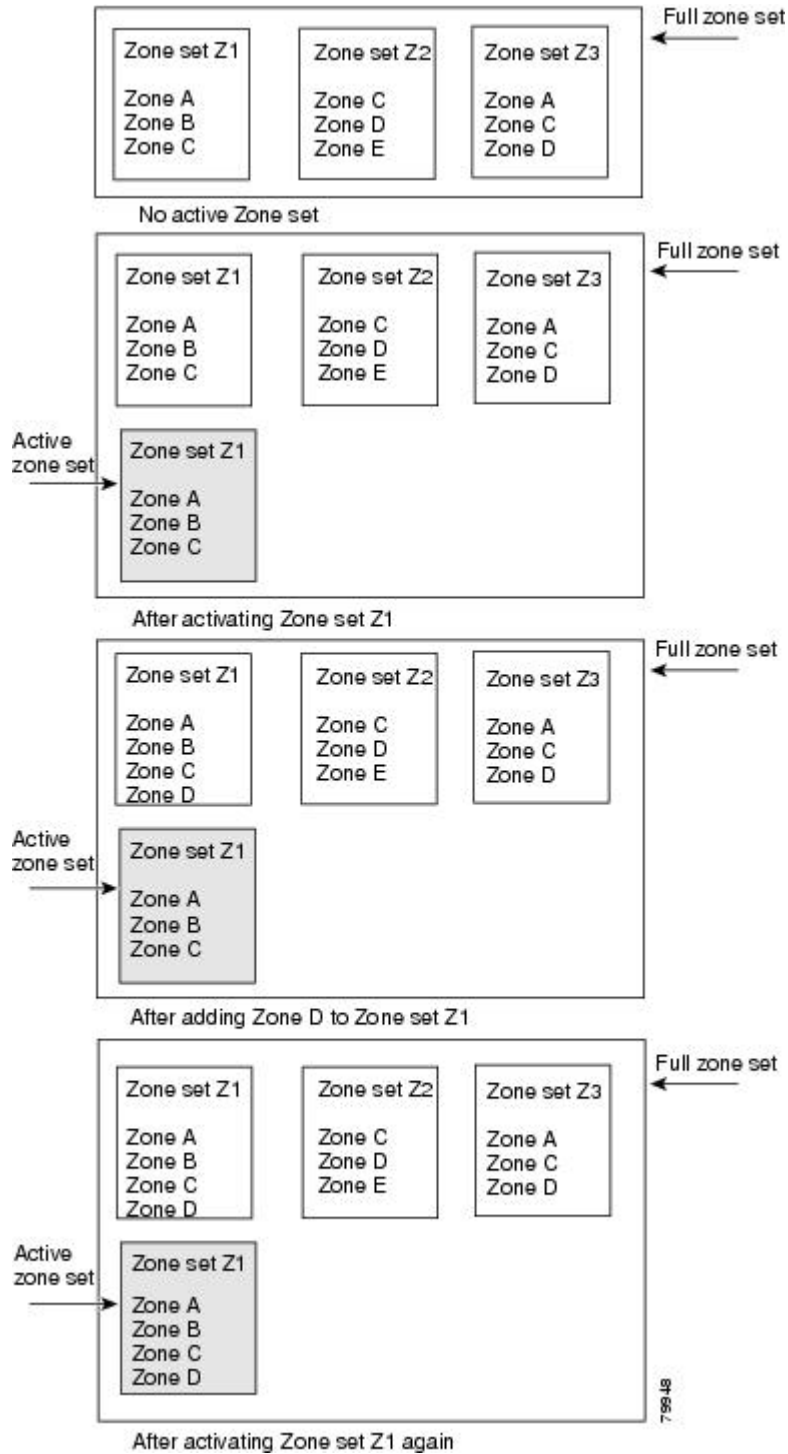 Full zone set
Zone set Z1
Zone A
Zone B
Zone C
Zone set Z2
Zone C
Zone D
Zone E
Zone set Z3
Zone A
Zone C
Zone D
No active Zone set
Full zone set
Zone set Z1
Zone A
Zone B
Zone C
Zone set Z2
Zone C
Zone D
Zone E
Zone set Z3
Zone A
Zone C
Zone D
Active
zone set
Zone set Z1
Zone A
Zone B
Zone C
After activating Zone set Z1
Full zone set
Zone set Z1
Zone A
Zone B
Zone C
Zone D
Zone set Z2
Zone C
Zone D
Zone E
Zone set Z3
Zone A
Zone C
Zone D
Active
zone set
Zone set Z1
Zone A
Zone B
Zone C
After adding Zone D to Zone set Z1
Full zone set
Zone set Z1
Zone A
Zone B
Zone C
Zone D
Zone set Z2
Zone C
Zone D
Zone E
Zone set Z3
Zone A
Zone C
Zone D
Active
zone set
Zone set Z1
Zone A
Zone B
Zone C
Zone D
79948
After activating Zone set Z1 again